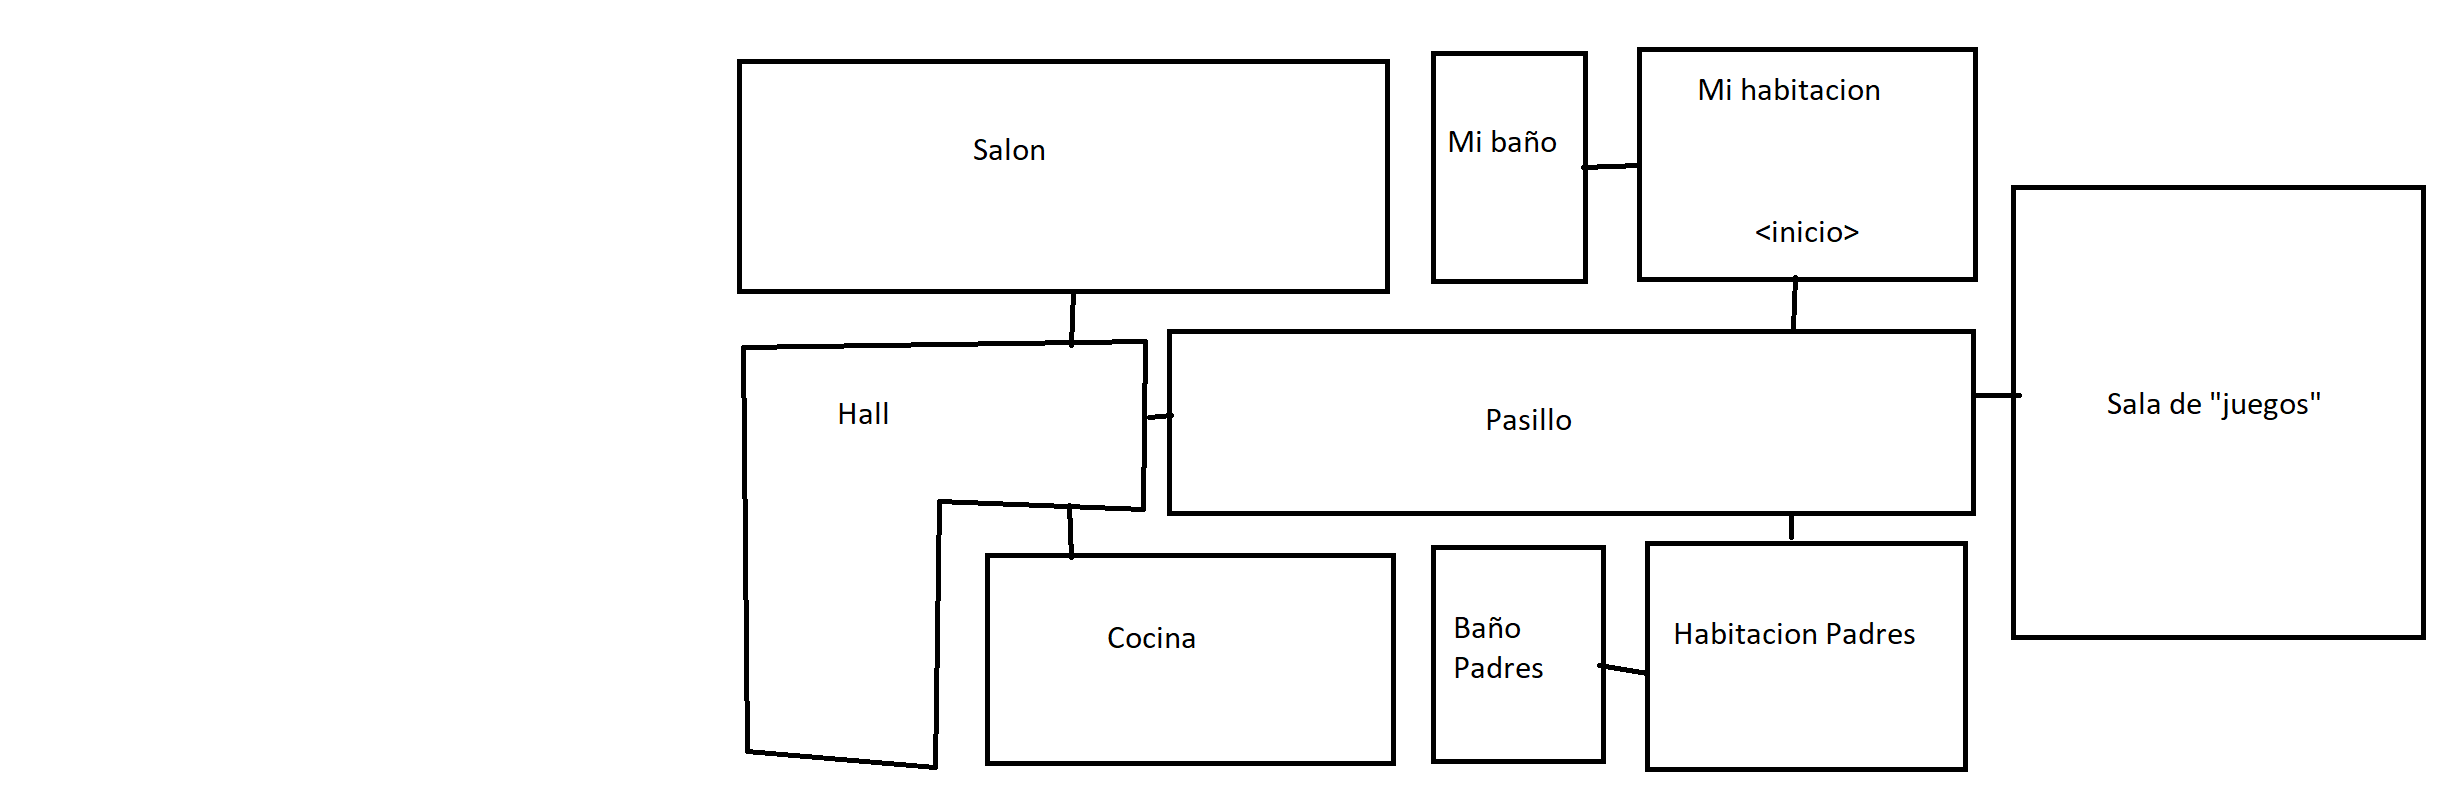 Salon
Mi baño
Mi habitacion
<inicio>
Hall
Pasillo
Sala de "juegos"
Cocina
Baño
Padres
Habitacion Padres